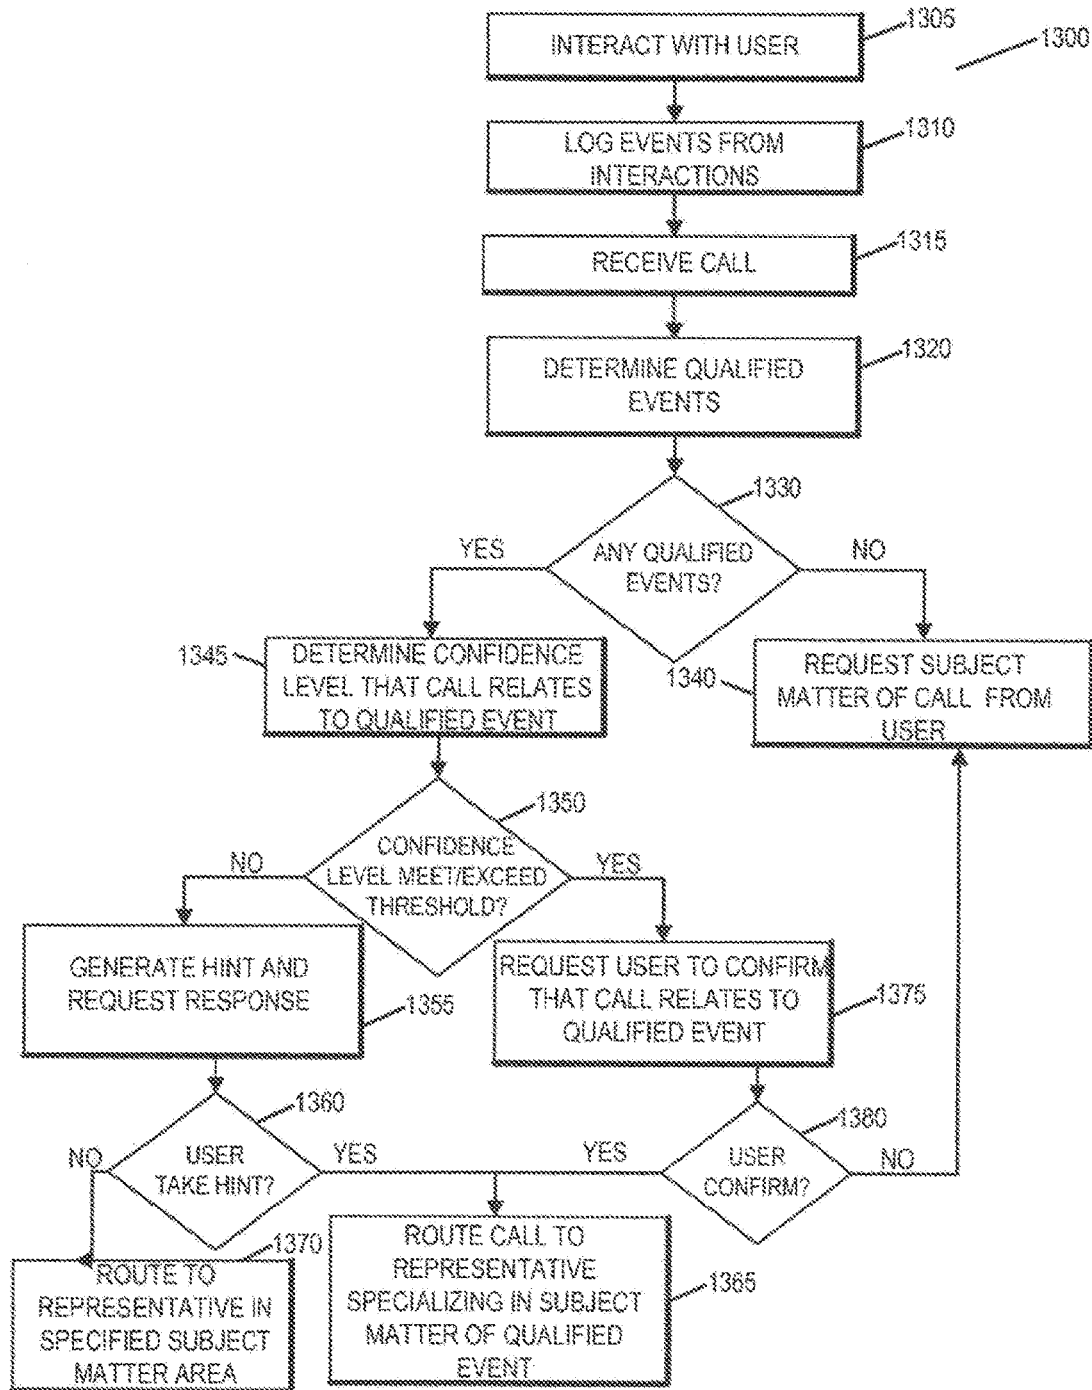 1305
INTERACT WITH USER
1300
1310
LOG EVENTS FROM
INTERACTIONS
1315
RECEIVE CALL
1320
DETERMINE QUALIFIED
EVENTS
1330
YES
ANY QUALIFIED
EVENTS?
NO
1345
DETERMINE CONFIDENCE
LEVEL THAT CALL RELATES
TO QUALIFIED EVENT
1340
REQUEST SUBJECT
MATTER OF CALL FROM
USER
1350
NO
CONFIDENCE
LEVEL MEET/EXCEED
THRESHOLD?
YES
GENERATE HINT AND
REQUEST RESPONSE
1355
REQUEST USER TO CONFIRM
THAT CALL RELATES TO
QUALIFIED EVENT
1375
1360
NO
USER
TAKE HINT?
YES
1380
YES
USER
CONFIRM?
NO
1370
ROUTE TO
REPRESENTATIVE IN
SPECIFIED SUBJECT
MATTER AREA
ROUTE CALL TO
REPRESENTATIVE
SPECIALIZING IN SUBJECT
MATTER OF QUALIFIED
EVENT
1365